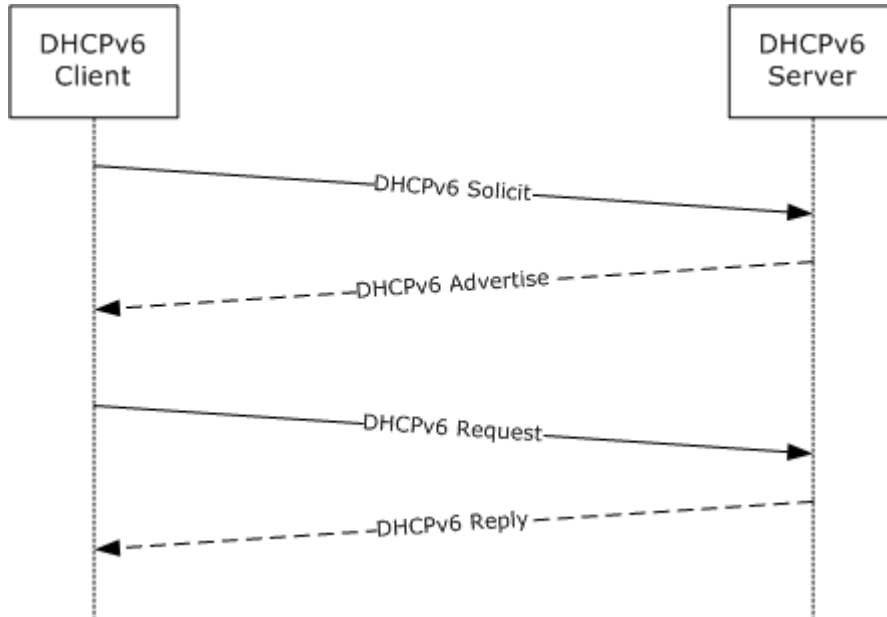 DHCPv6
Client
DHCPv6
Server
DHCPv6 Solicit
DHCPv6 Advertise
DHCPv6 Request
DHCPv6 Reply